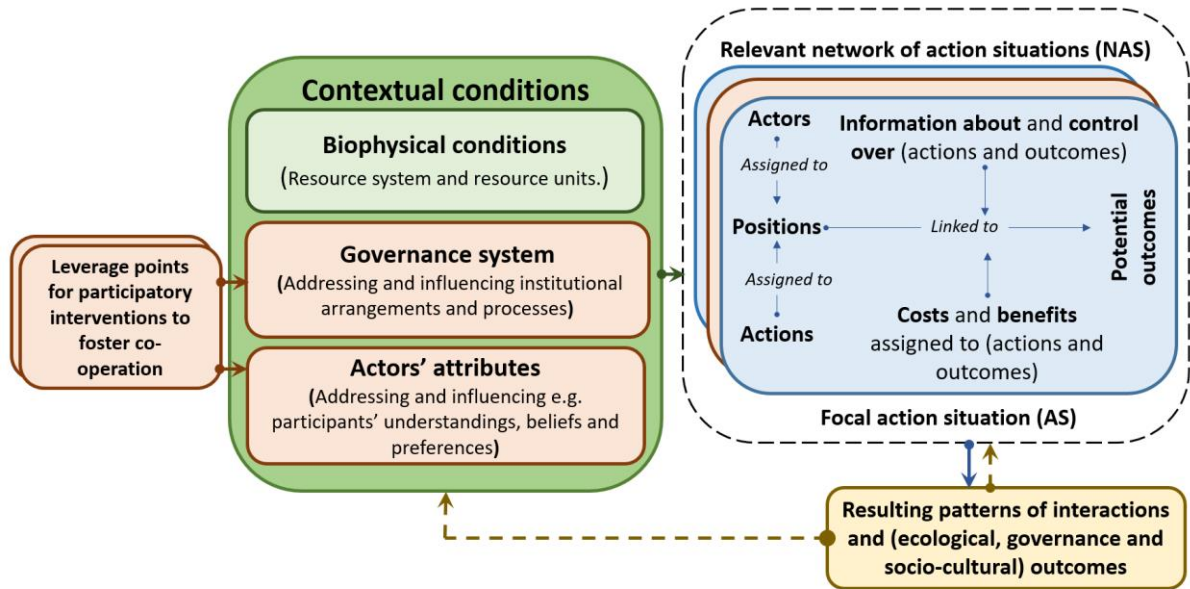 Leverage points
for participatory
interventions to
foster co-
operation
Contextual conditions
Biophysical conditions
(Resource system and resource units.)
Governance system
(Addressing and influencing institutional
arrangements and processes)
Actors’ attributes
(Addressing and influencing e.g.
participants’ understandings, beliefs and
preferences)
Relevant network of action situations (NAS)
Actors
Assigned to
Positions
Assigned to
Actions
Information about and control
over (actions and outcomes)
Linked to
Costs and benefits
assigned to (actions and
outcomes)
Potential
outcomes
Focal action situation (AS)
Resulting patterns of interactions
and (ecological, governance and
socio-cultural) outcomes